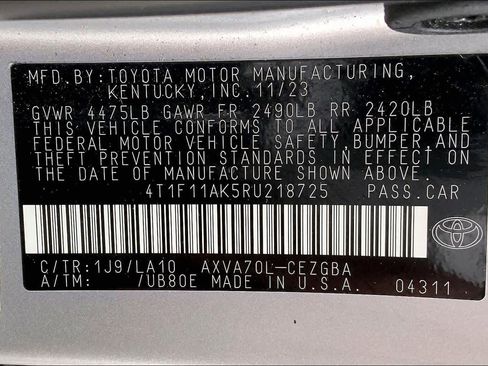 MFD.BY:TOYOTA MOTOR MANUFACTURING,
KENTUCKY,INC.11/23
GVWR 4475LB GAWR FR 2490LB RR 2420LB
THIS VEHICLE CONFORMS TO ALL APPLICABLE
FEDERAL MOTOR VEHICLE SAFETY,BUMPER,AND
THEFT PREVENTION STANDARDS IN EFFECT ON
THE DATE OF MANUFACTURE SHOWN ABOVE.
4T1F11AK5RU218725 PASS.CAR
C/TR:1J9/LA10 AXVA70L-CEZGBA
A/TM: /UB80E MADE IN U.S.A. 04311